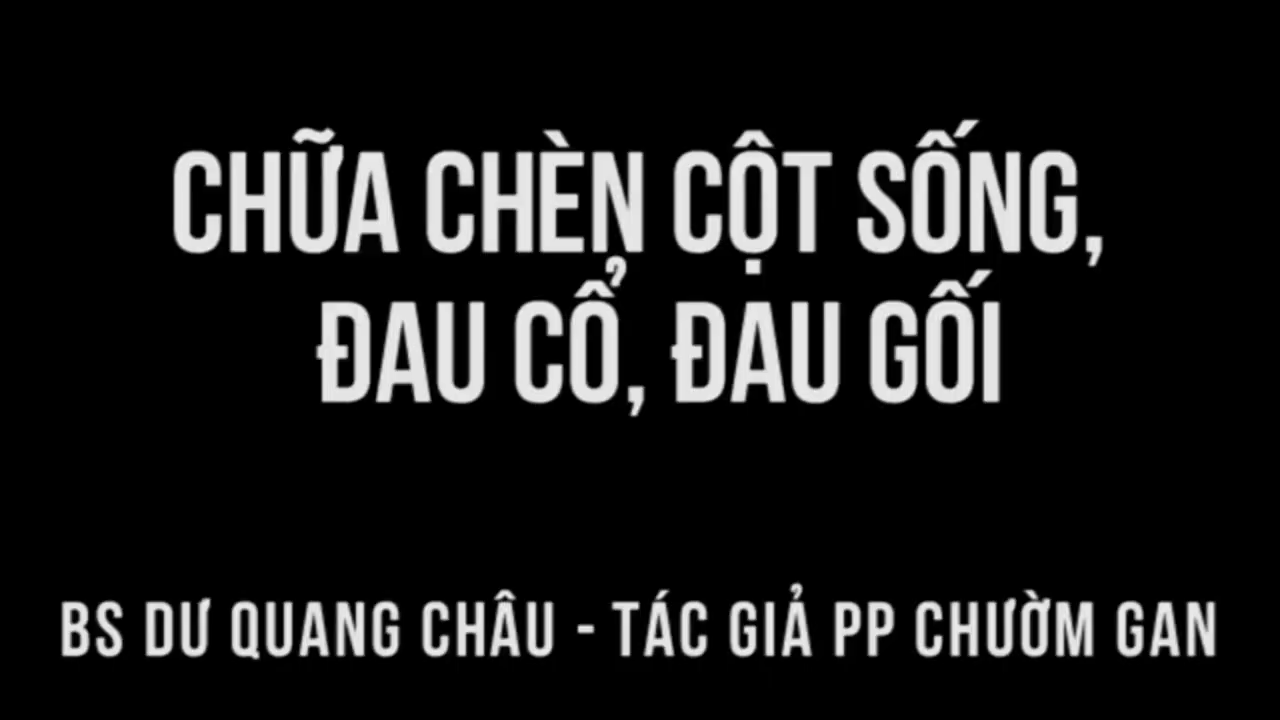 CHỮA CHÈN CỘT SỐNG,
ĐAU CỔ, ĐAU GỐI
BS DƯ QUANG CHÂU - TÁC GIẢ PP CHƯỜM GAN